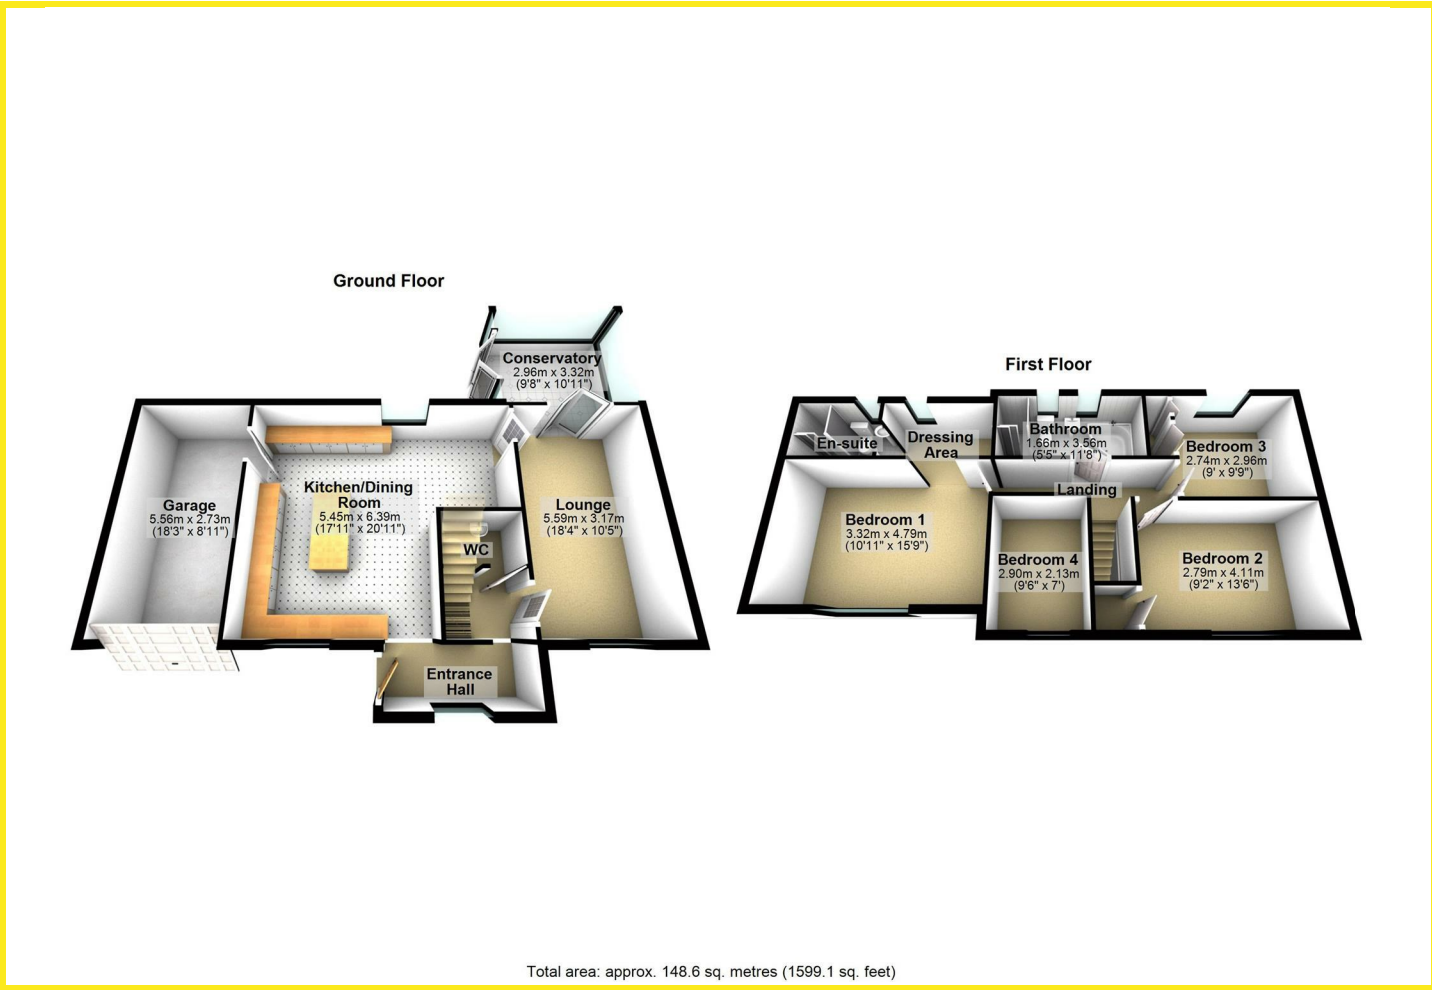 Ground Floor
Conservatory
2.96m x 3.32m
(9'8" x 10'11")
Garage
5.56m x 2.73m
(18'3" x 8'11")
Kitchen/Dining
Room
5.45m x 6.39m
(17'11" x 20'11")
Lounge
5.59m x 3.17m
(18'4" x 10'5")
WC
Entrance
Hall
First Floor
En-suite
Dressing
Area
Bathroom
1.66m x 3.56m
(5'5" x 11'8")
Bedroom 3
2.74m x 2.96m
(9' x 9'9")
Landing
Bedroom 1
3.32m x 4.79m
(10'11" x 15'9")
Bedroom 4
2.90m x 2.13m
(9'6" x 7')
Bedroom 2
2.79m x 4.11m
(9'2" x 13'6")
Total area: approx. 148.6 sq. metres (1599.1 sq. feet)